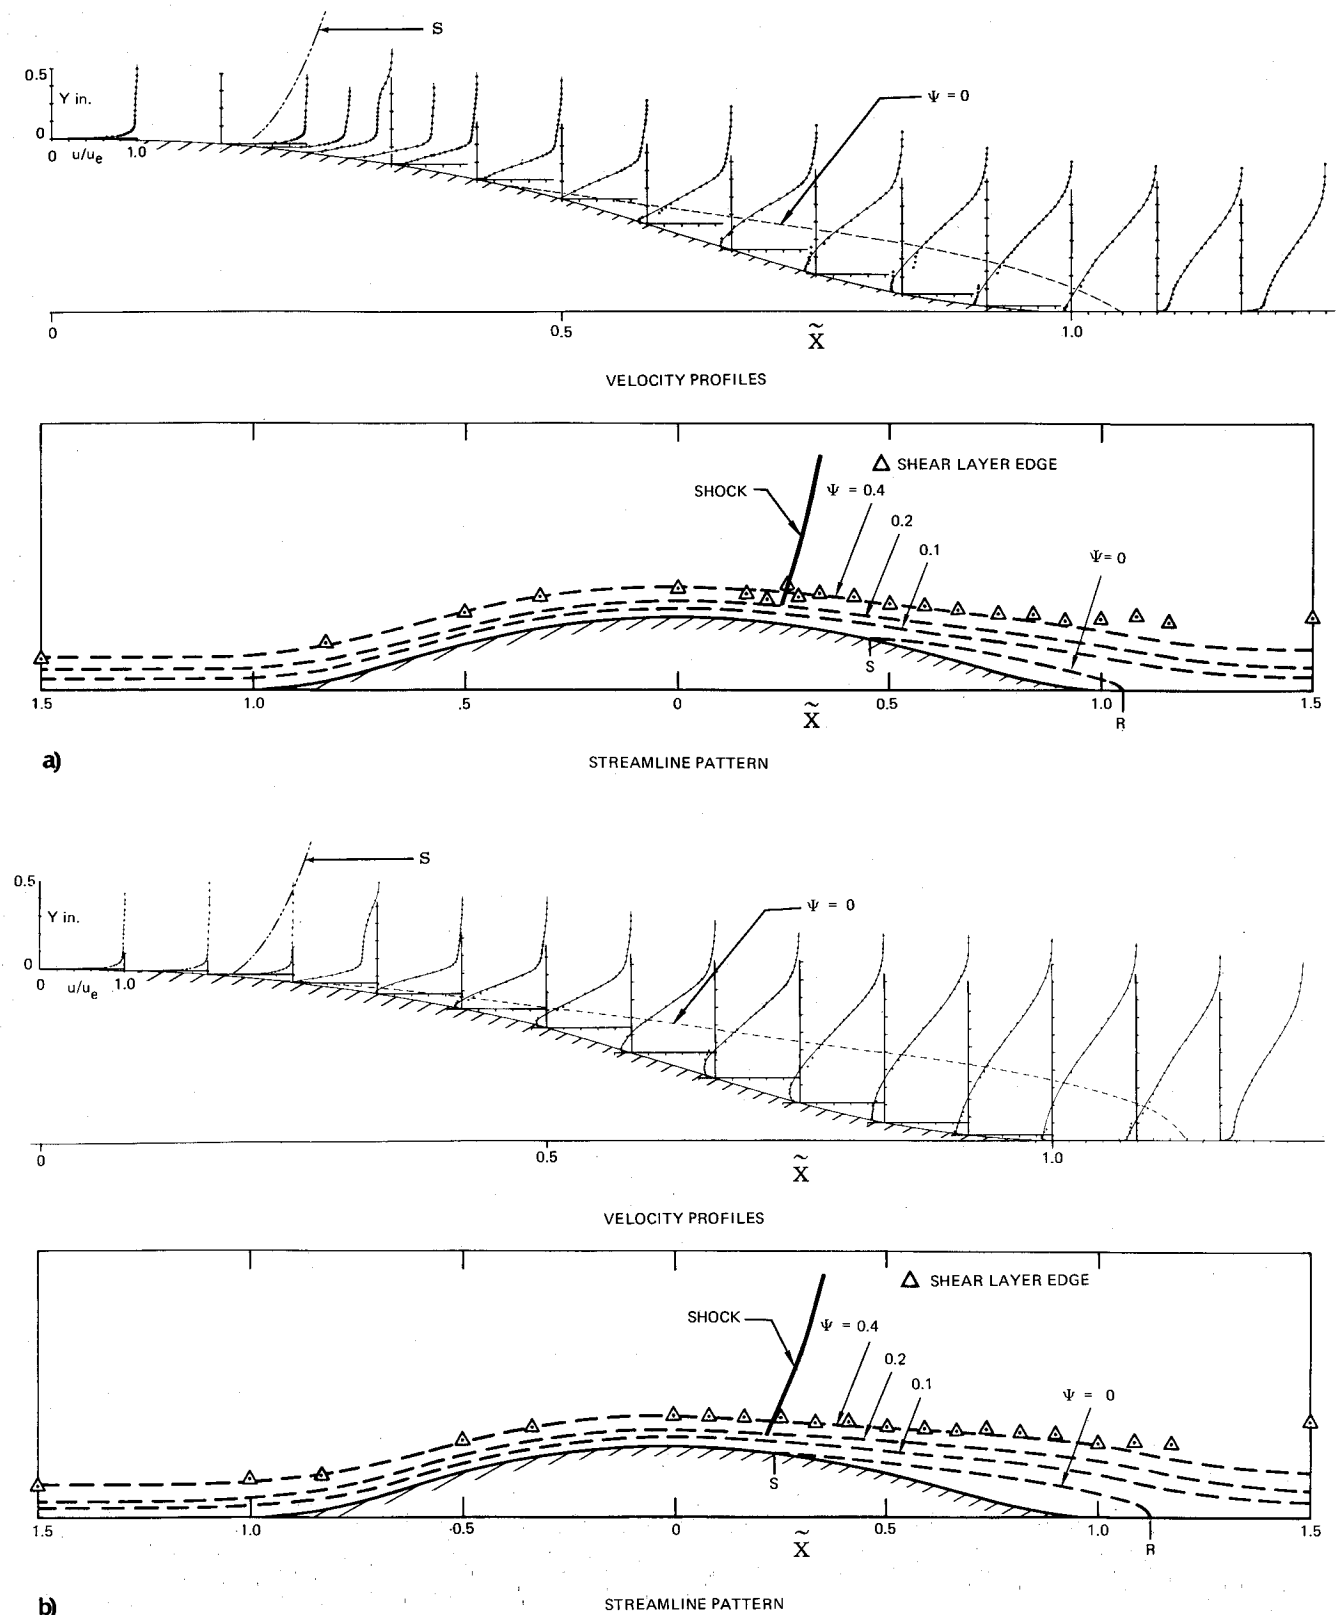 S
0.5
Y in.
Ψ = 0
0
0 u/uₑ 1.0
0 0.5 1.0
X̃
VELOCITY PROFILES
△ SHEAR LAYER EDGE
SHOCK
Ψ = 0.4
0.2
0.1
Ψ= 0
S
1.5 1.0 .5 0 0.5 1.0 1.5
X̃
R
a)
STREAMLINE PATTERN
S
0.5
Y in.
Ψ = 0
0
0 u/uₑ 1.0
0 0.5 1.0
X̃
VELOCITY PROFILES
△ SHEAR LAYER EDGE
SHOCK
Ψ = 0.4
0.2
0.1
Ψ = 0
S
1.5 1.0 -0.5 0 0.5 1.0 1.5
X̃
R
b)
STREAMLINE PATTERN